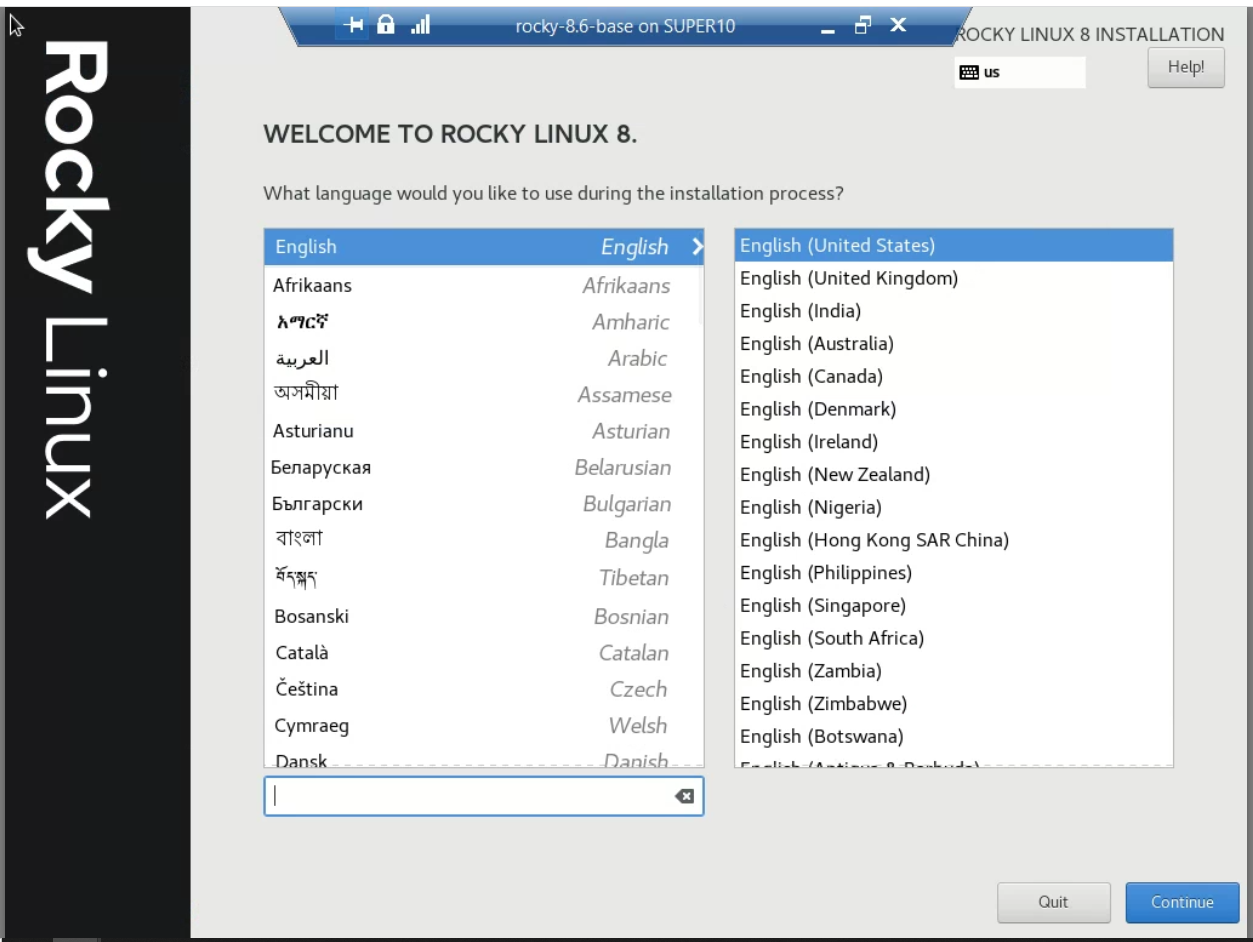 rocky-8.6-base on SUPER10
ROCKY LINUX 8 INSTALLATION
us
Help!
Rocky Linux
WELCOME TO ROCKY LINUX 8.
What language would you like to use during the installation process?
English English
Afrikaans Afrikaans
አማርኛ Amharic
العربية Arabic
অসমীয়া Assamese
Asturianu Asturian
Беларуская Belarusian
Български Bulgarian
বাংলা Bangla
བོད་སྐད་ Tibetan
Bosanski Bosnian
Català Catalan
Čeština Czech
Cymraeg Welsh
Dansk Danish
English (United States)
English (United Kingdom)
English (India)
English (Australia)
English (Canada)
English (Denmark)
English (Ireland)
English (New Zealand)
English (Nigeria)
English (Hong Kong SAR China)
English (Philippines)
English (Singapore)
English (South Africa)
English (Zambia)
English (Zimbabwe)
English (Botswana)
English (Antigua & Barbuda)
Quit
Continue